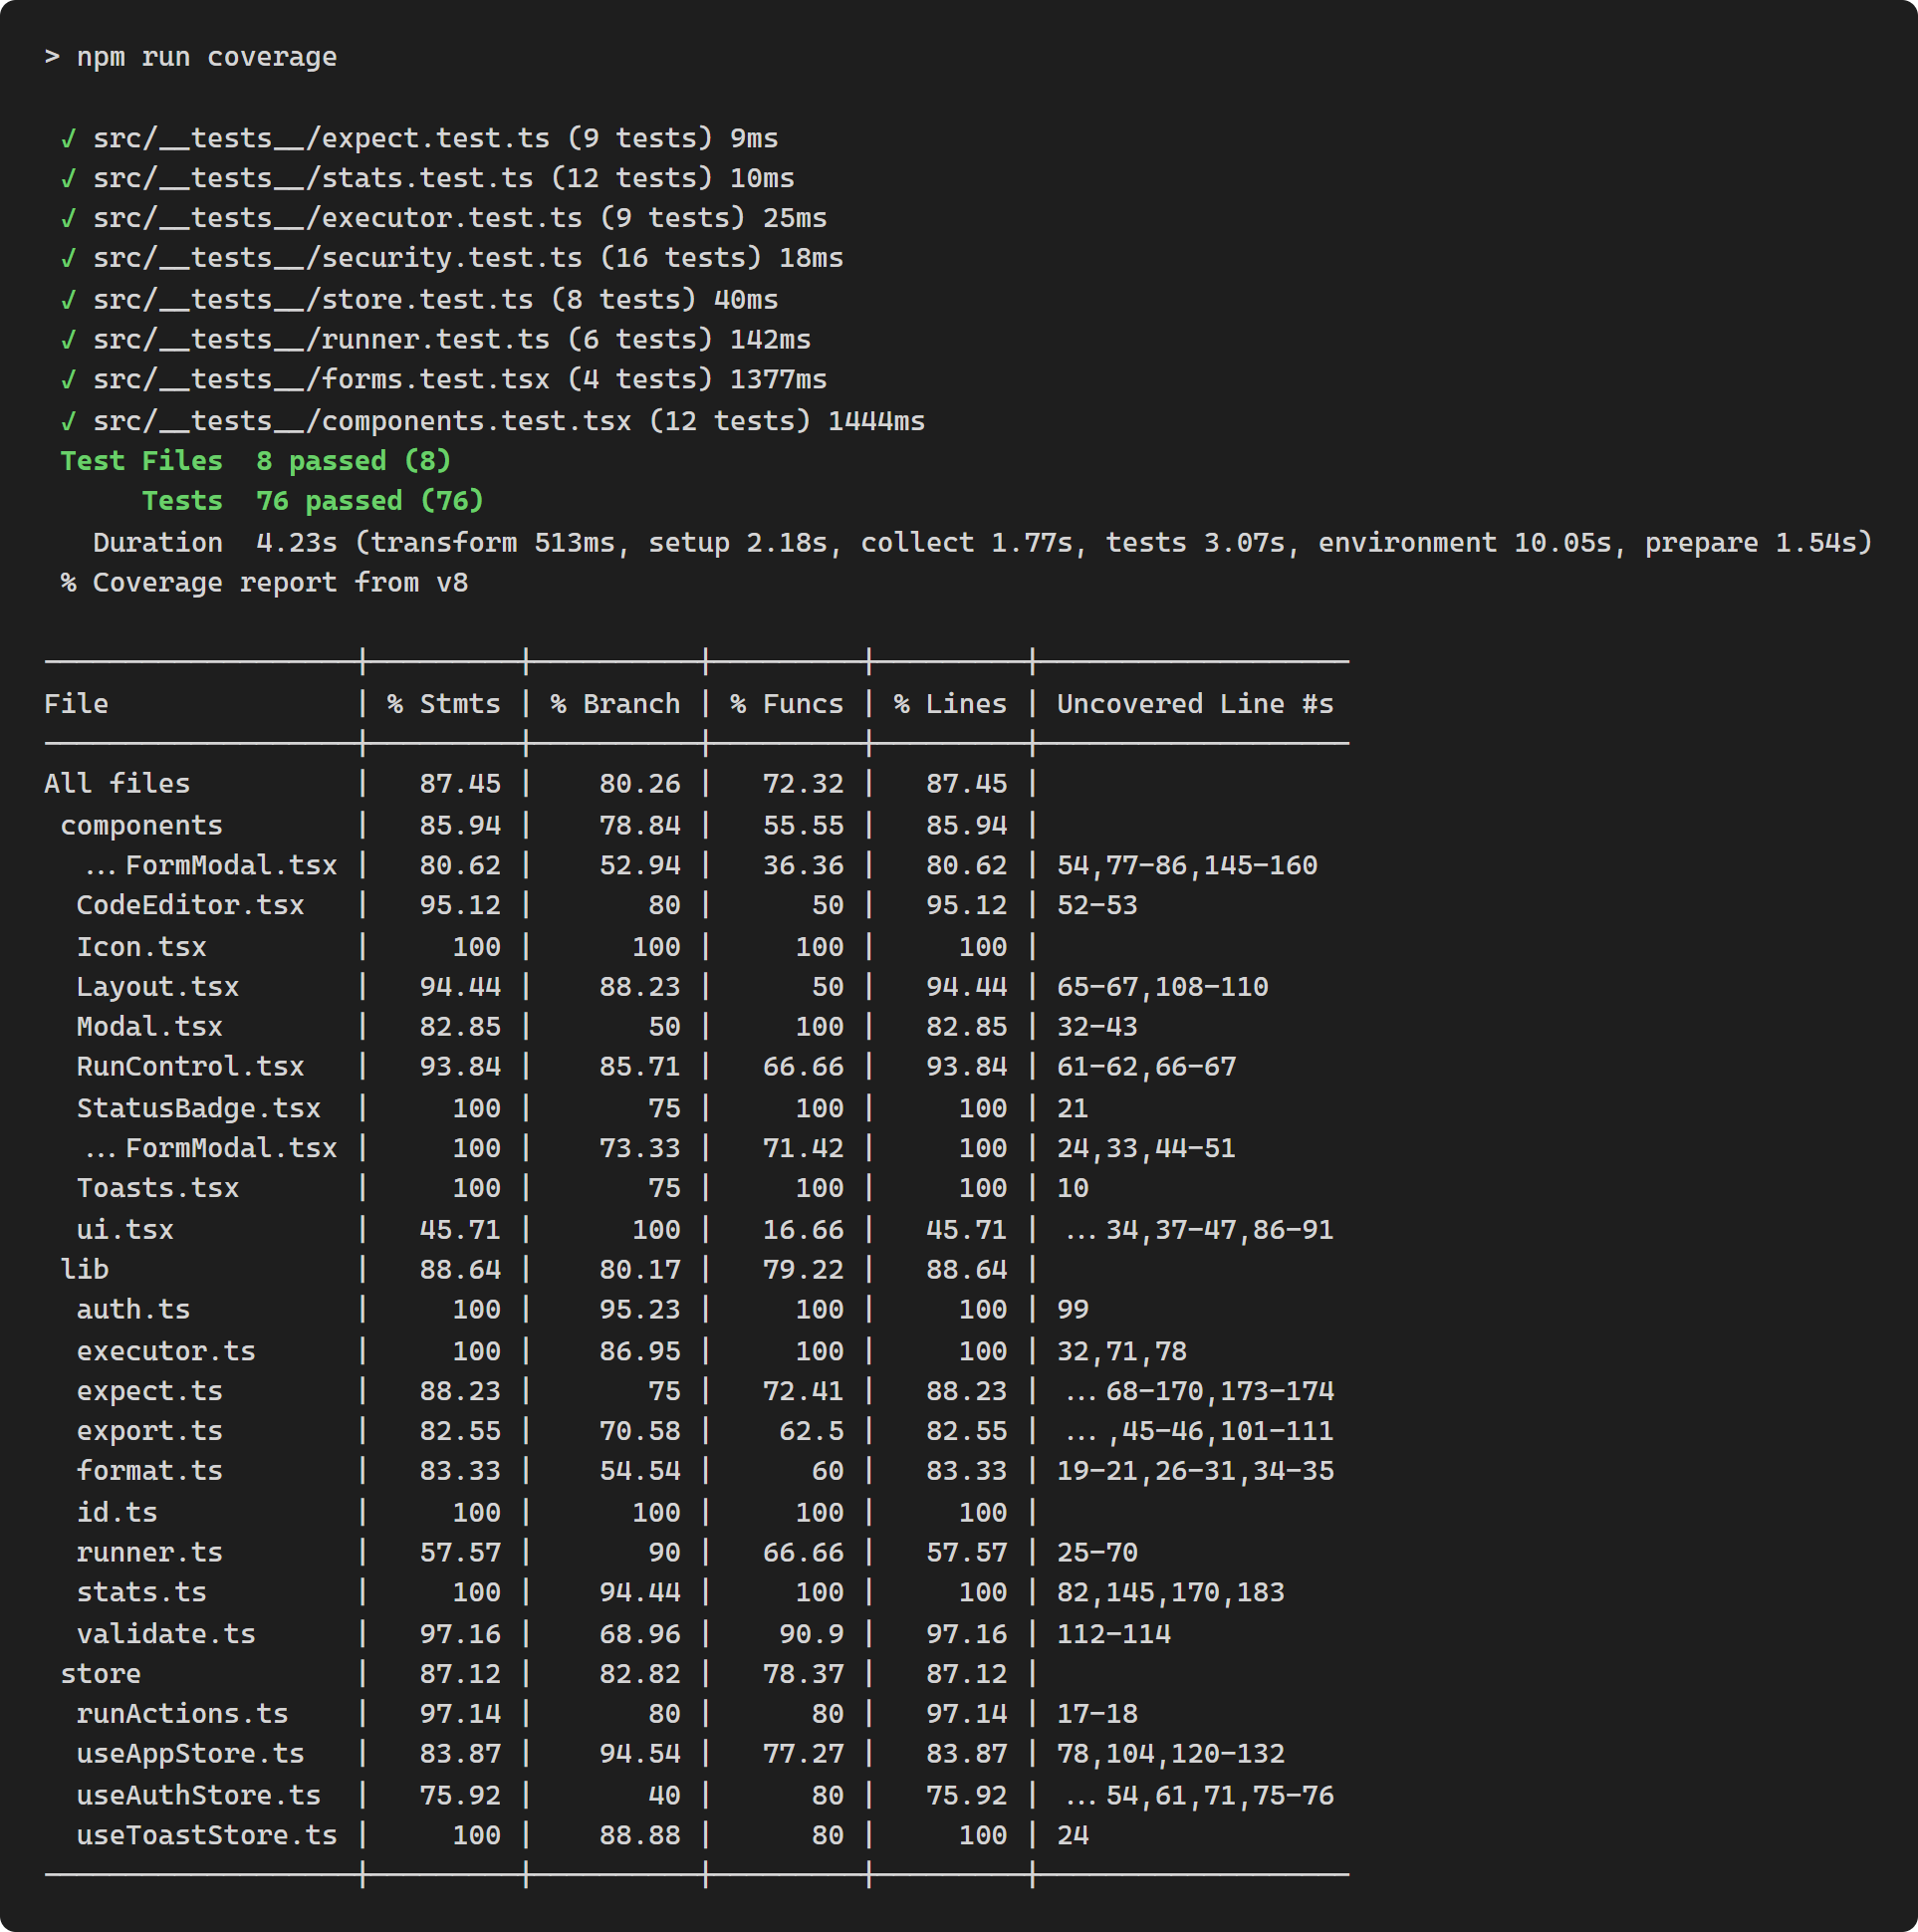 > npm run coverage
✓ src/__tests__/expect.test.ts (9 tests) 9ms
✓ src/__tests__/stats.test.ts (12 tests) 10ms
✓ src/__tests__/executor.test.ts (9 tests) 25ms
✓ src/__tests__/security.test.ts (16 tests) 18ms
✓ src/__tests__/store.test.ts (8 tests) 40ms
✓ src/__tests__/runner.test.ts (6 tests) 142ms
✓ src/__tests__/forms.test.tsx (4 tests) 1377ms
✓ src/__tests__/components.test.tsx (12 tests) 1444ms
Test Files  8 passed (8)
Tests  76 passed (76)
Duration  4.23s (transform 513ms, setup 2.18s, collect 1.77s, tests 3.07s, environment 10.05s, prepare 1.54s)
% Coverage report from v8
File | % Stmts | % Branch | % Funcs | % Lines | Uncovered Line #s
All files | 87.45 | 80.26 | 72.32 | 87.45 |
components | 85.94 | 78.84 | 55.55 | 85.94 |
...FormModal.tsx | 80.62 | 52.94 | 36.36 | 80.62 | 54,77-86,145-160
CodeEditor.tsx | 95.12 | 80 | 50 | 95.12 | 52-53
Icon.tsx | 100 | 100 | 100 | 100 |
Layout.tsx | 94.44 | 88.23 | 50 | 94.44 | 65-67,108-110
Modal.tsx | 82.85 | 50 | 100 | 82.85 | 32-43
RunControl.tsx | 93.84 | 85.71 | 66.66 | 93.84 | 61-62,66-67
StatusBadge.tsx | 100 | 75 | 100 | 100 | 21
...FormModal.tsx | 100 | 73.33 | 71.42 | 100 | 24,33,44-51
Toasts.tsx | 100 | 75 | 100 | 100 | 10
ui.tsx | 45.71 | 100 | 16.66 | 45.71 | ...34,37-47,86-91
lib | 88.64 | 80.17 | 79.22 | 88.64 |
auth.ts | 100 | 95.23 | 100 | 100 | 99
executor.ts | 100 | 86.95 | 100 | 100 | 32,71,78
expect.ts | 88.23 | 75 | 72.41 | 88.23 | ...68-170,173-174
export.ts | 82.55 | 70.58 | 62.5 | 82.55 | ...,45-46,101-111
format.ts | 83.33 | 54.54 | 60 | 83.33 | 19-21,26-31,34-35
id.ts | 100 | 100 | 100 | 100 |
runner.ts | 57.57 | 90 | 66.66 | 57.57 | 25-70
stats.ts | 100 | 94.44 | 100 | 100 | 82,145,170,183
validate.ts | 97.16 | 68.96 | 90.9 | 97.16 | 112-114
store | 87.12 | 82.82 | 78.37 | 87.12 |
runActions.ts | 97.14 | 80 | 80 | 97.14 | 17-18
useAppStore.ts | 83.87 | 94.54 | 77.27 | 83.87 | 78,104,120-132
useAuthStore.ts | 75.92 | 40 | 80 | 75.92 | ...54,61,71,75-76
useToastStore.ts | 100 | 88.88 | 80 | 100 | 24